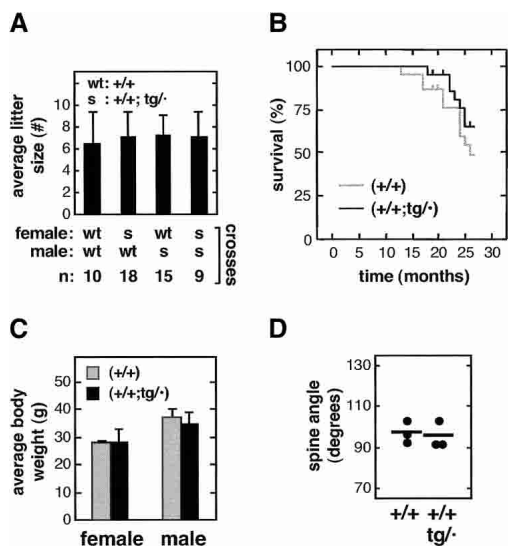 A
wt: +/+
s : +/+; tg/·
average litter
size (#)
10
8
6
4
2
0
female: wt s wt s
male: wt wt s s
n: 10 18 15 9
crosses
B
survival (%)
100
75
50
25
0
(+/+)
(+/+;tg/·)
0 5 10 15 20 25 30
time (months)
C
(+/+)
(+/+;tg/·)
average body
weight (g)
50
40
30
20
10
0
female male
D
spine angle
(degrees)
130
110
90
70
+/+ +/+
tg/·